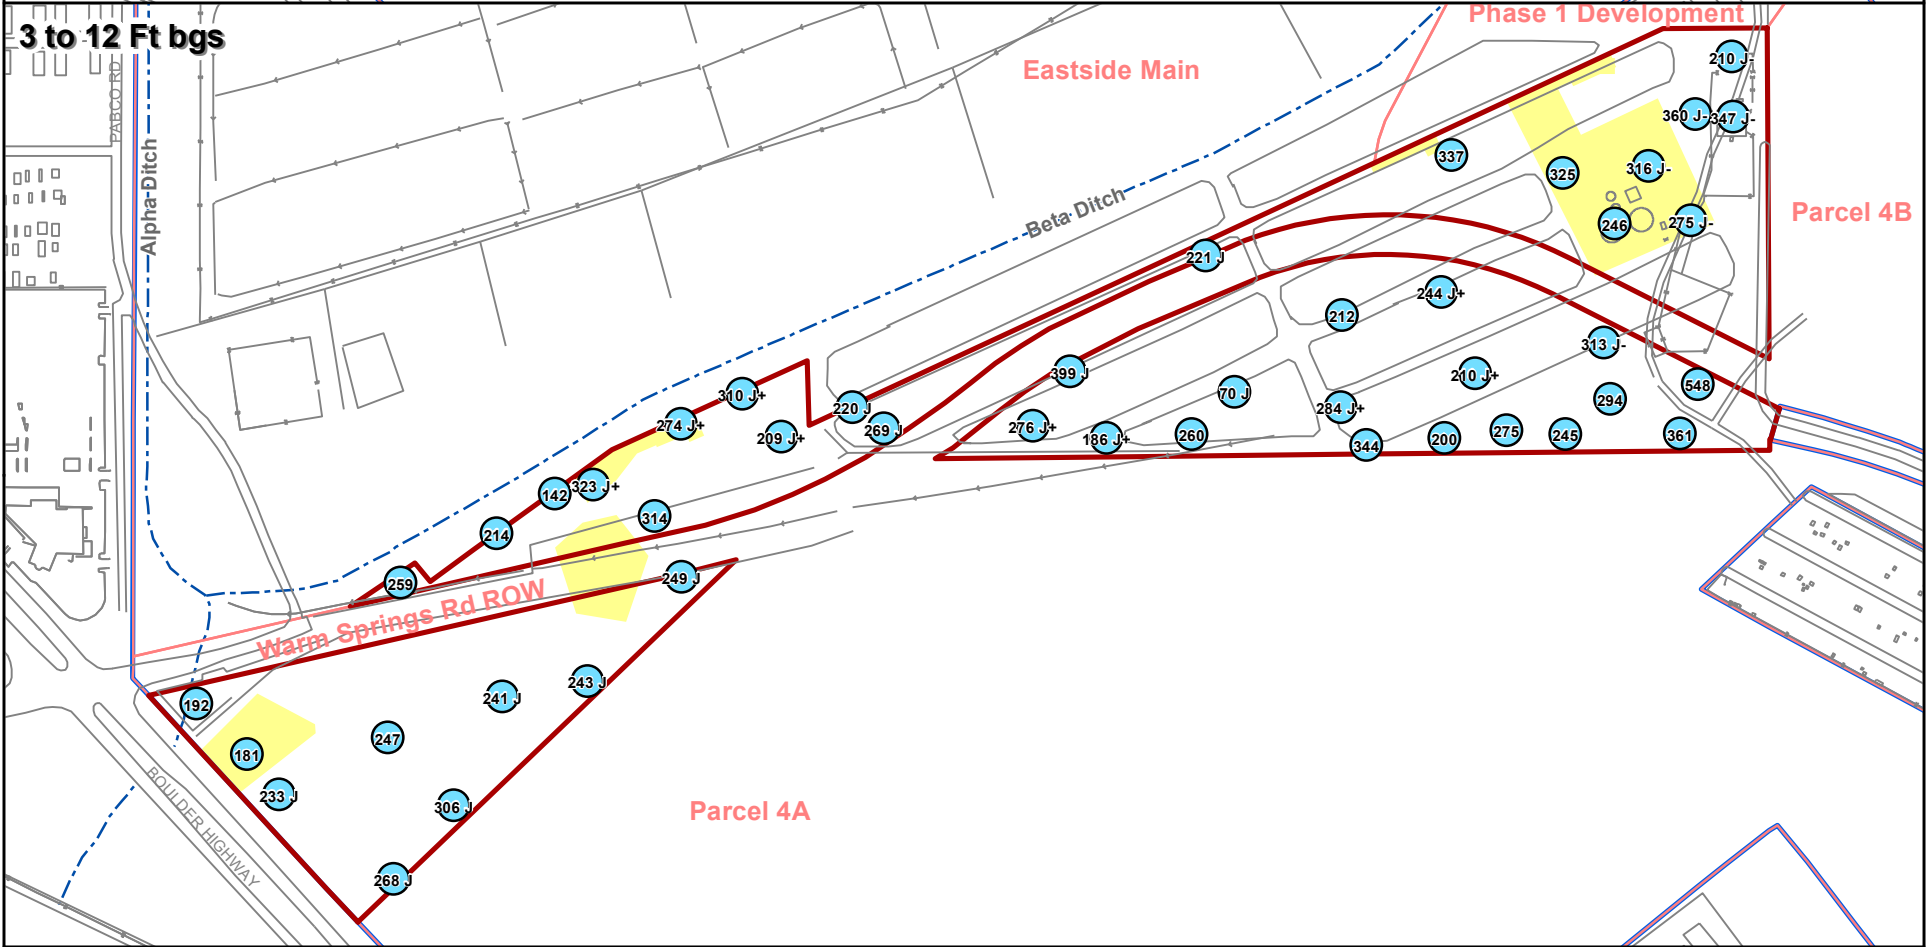 Phase 1 Development
3 to 12 Ft bgs
210 J-
Eastside Main
PABCO RD
360 J-
347 J-
Alpha Ditch
337
325
316 J-
Beta Ditch
Parcel 4B
246
275 J-
221 J
244 J+
212
313 J-
399 J
210 J+
548
310 J+
70 J
294
220 J
284 J+
274 J+
209 J+
269 J
276 J+
186 J+
260
344
200
275
245
361
323 J+
142
314
214
249 J
259
Warm Springs Rd ROW
243 J
241 J
192
247
181
233 J
306 J
Parcel 4A
BOULDER HIGHWAY
268 J